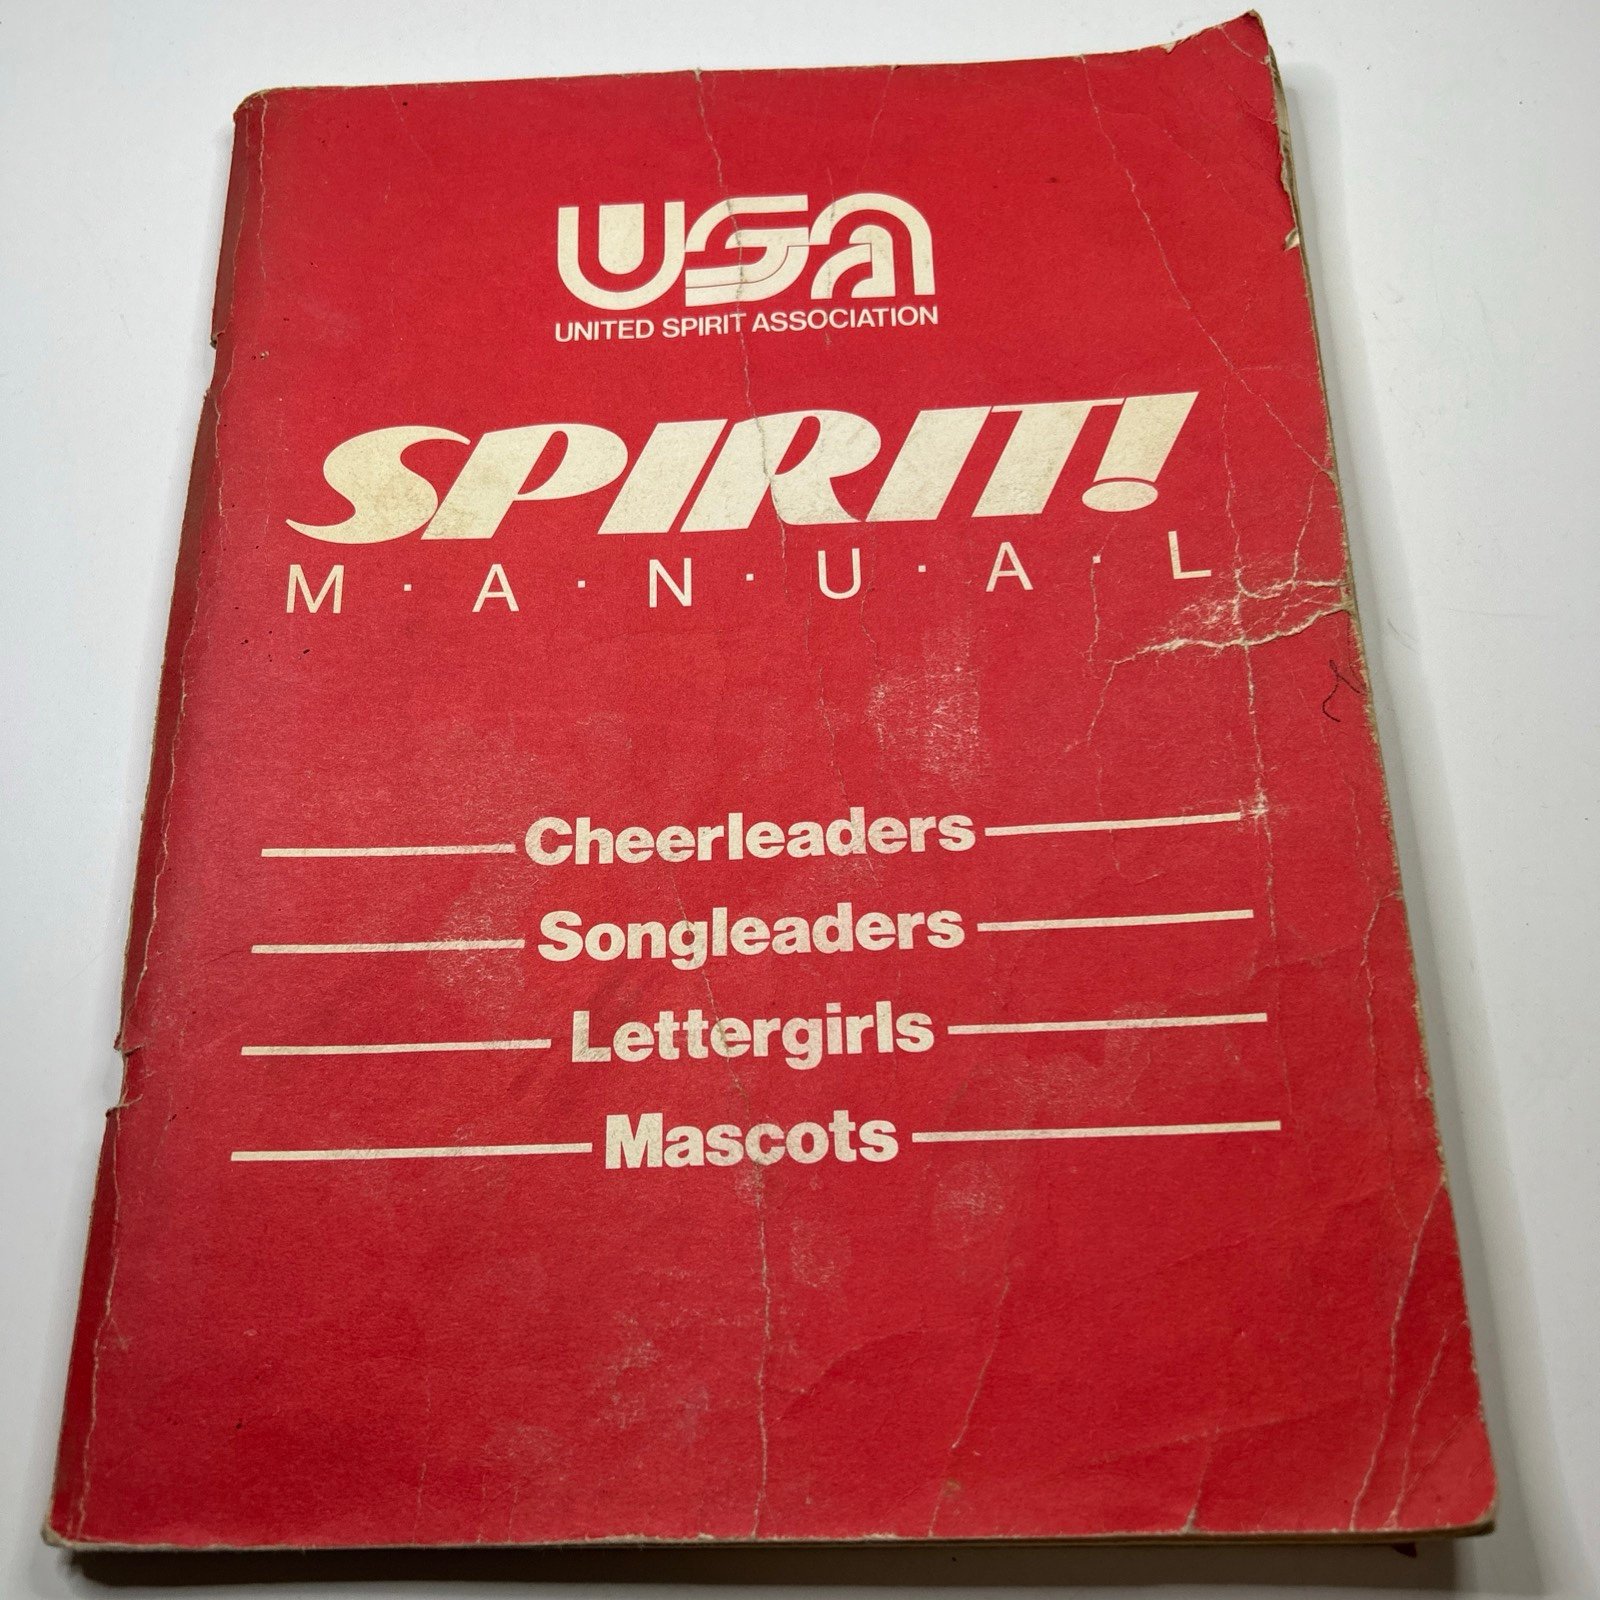 USA
UNITED SPIRIT ASSOCIATION
SPIRIT!
M·A·N·U·A·L
Cheerleaders
Songleaders
Lettergirls
Mascots